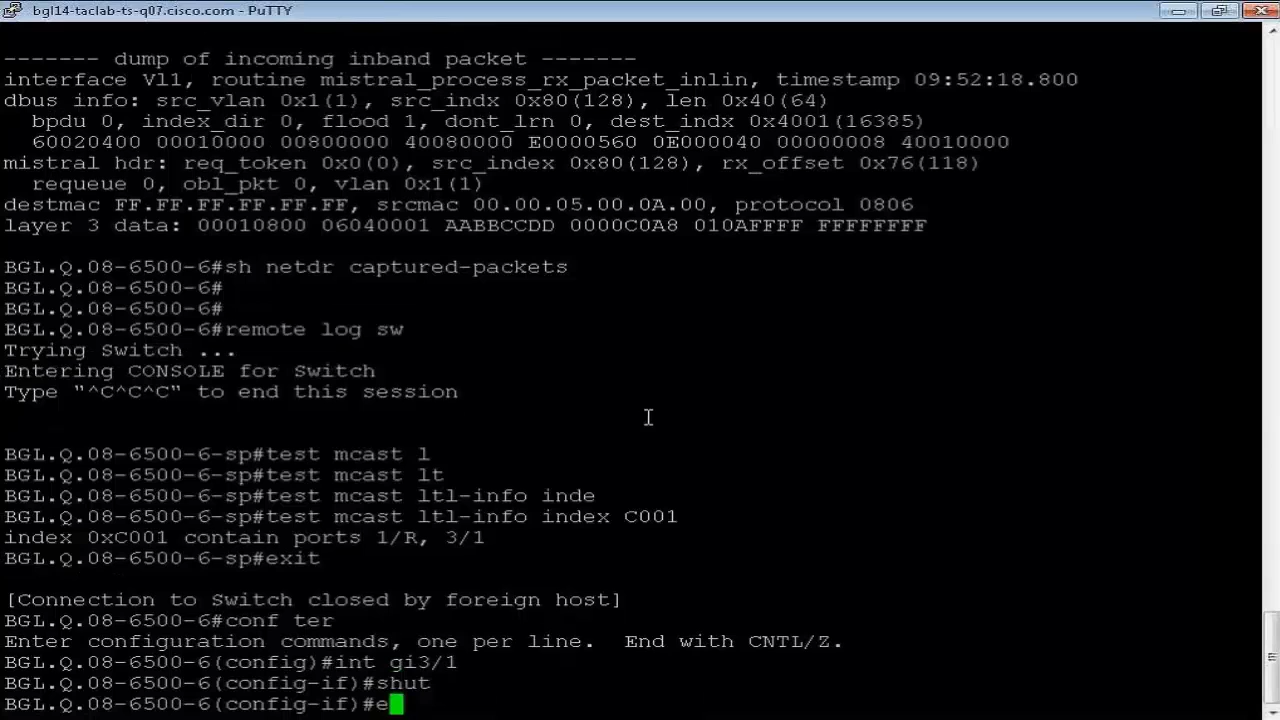 bgl14-taclab-ts-q07.cisco.com - PuTTY
------- dump of incoming inband packet -------
interface Vl1, routine mistral_process_rx_packet_inlin, timestamp 09:52:18.800
dbus info: src_vlan 0x1(1), src_indx 0x80(128), len 0x40(64)
bpdu 0, index_dir 0, flood 1, dont_lrn 0, dest_indx 0x4001(16385)
60020400 00010000 00800000 40080000 E0000560 0E000040 00000008 40010000
mistral hdr: req_token 0x0(0), src_index 0x80(128), rx_offset 0x76(118)
requeue 0, obl_pkt 0, vlan 0x1(1)
destmac FF.FF.FF.FF.FF.FF, srcmac 00.00.05.00.0A.00, protocol 0806
layer 3 data: 00010800 06040001 AABBCCDD 0000C0A8 010AFFFF FFFFFFFF
BGL.Q.08-6500-6#sh netdr captured-packets
BGL.Q.08-6500-6#
BGL.Q.08-6500-6#
BGL.Q.08-6500-6#remote log sw
Trying Switch ...
Entering CONSOLE for Switch
Type "^C^C^C" to end this session
BGL.Q.08-6500-6-sp#test mcast l
BGL.Q.08-6500-6-sp#test mcast lt
BGL.Q.08-6500-6-sp#test mcast ltl-info inde
BGL.Q.08-6500-6-sp#test mcast ltl-info index C001
index 0xC001 contain ports 1/R, 3/1
BGL.Q.08-6500-6-sp#exit
[Connection to Switch closed by foreign host]
BGL.Q.08-6500-6#conf ter
Enter configuration commands, one per line.  End with CNTL/Z.
BGL.Q.08-6500-6(config)#int gi3/1
BGL.Q.08-6500-6(config-if)#shut
BGL.Q.08-6500-6(config-if)#e